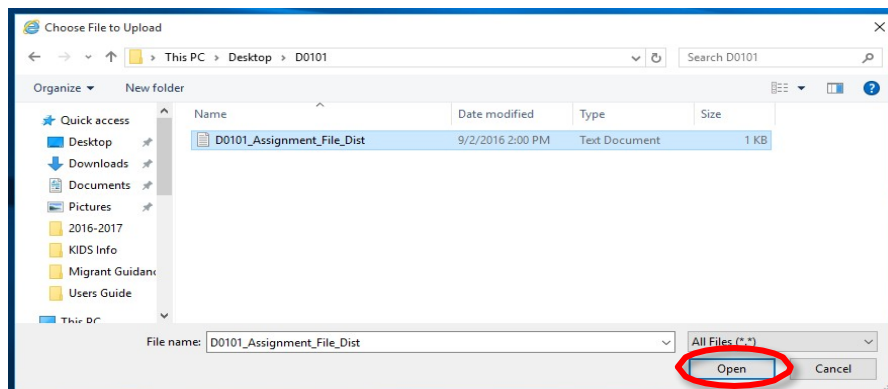 Choose File to Upload
This PC > Desktop > D0101
Search D0101
Organize
New folder
Name
Date modified
Type
Size
Quick access
D0101_Assignment_File_Dist
9/2/2016 2:00 PM
Text Document
1 KB
Desktop
Downloads
Documents
Pictures
2016-2017
KIDS Info
Migrant Guidanc
Users Guide
This PC
File name:
D0101_Assignment_File_Dist
All Files (*.*)
Open
Cancel